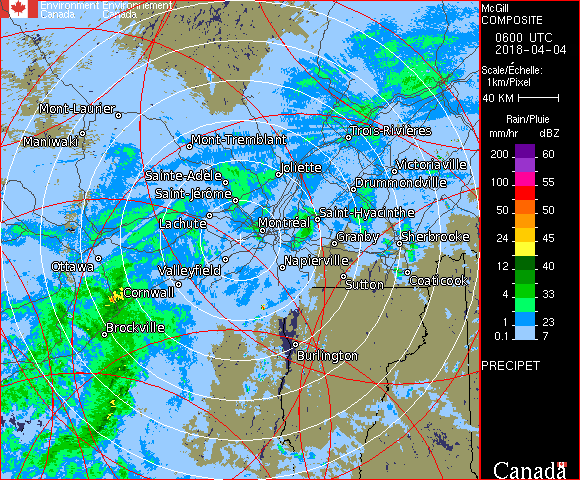 Environment Environnement
Canada Canada
McGill
COMPOSITE
0600 UTC
2018-04-04
Scale/Échelle:
1km/Pixel
40 KM
Rain/Pluie
mm/hr dBZ
200 60
100 55
50 50
24 45
12 40
4 33
1 23
0.1 7
PRECIPET
Canada
Mont-Laurier
Maniwaki
Mont-Tremblant
Trois-Rivières
Sainte-Adèle
Joliette
Victoriaville
Saint-Jérôme
Drummondville
Lachute
Montréal
Saint-Hyacinthe
Granby
Sherbrooke
Ottawa
Valleyfield
Napierville
Sutton
Coaticook
Cornwall
Brockville
Burlington